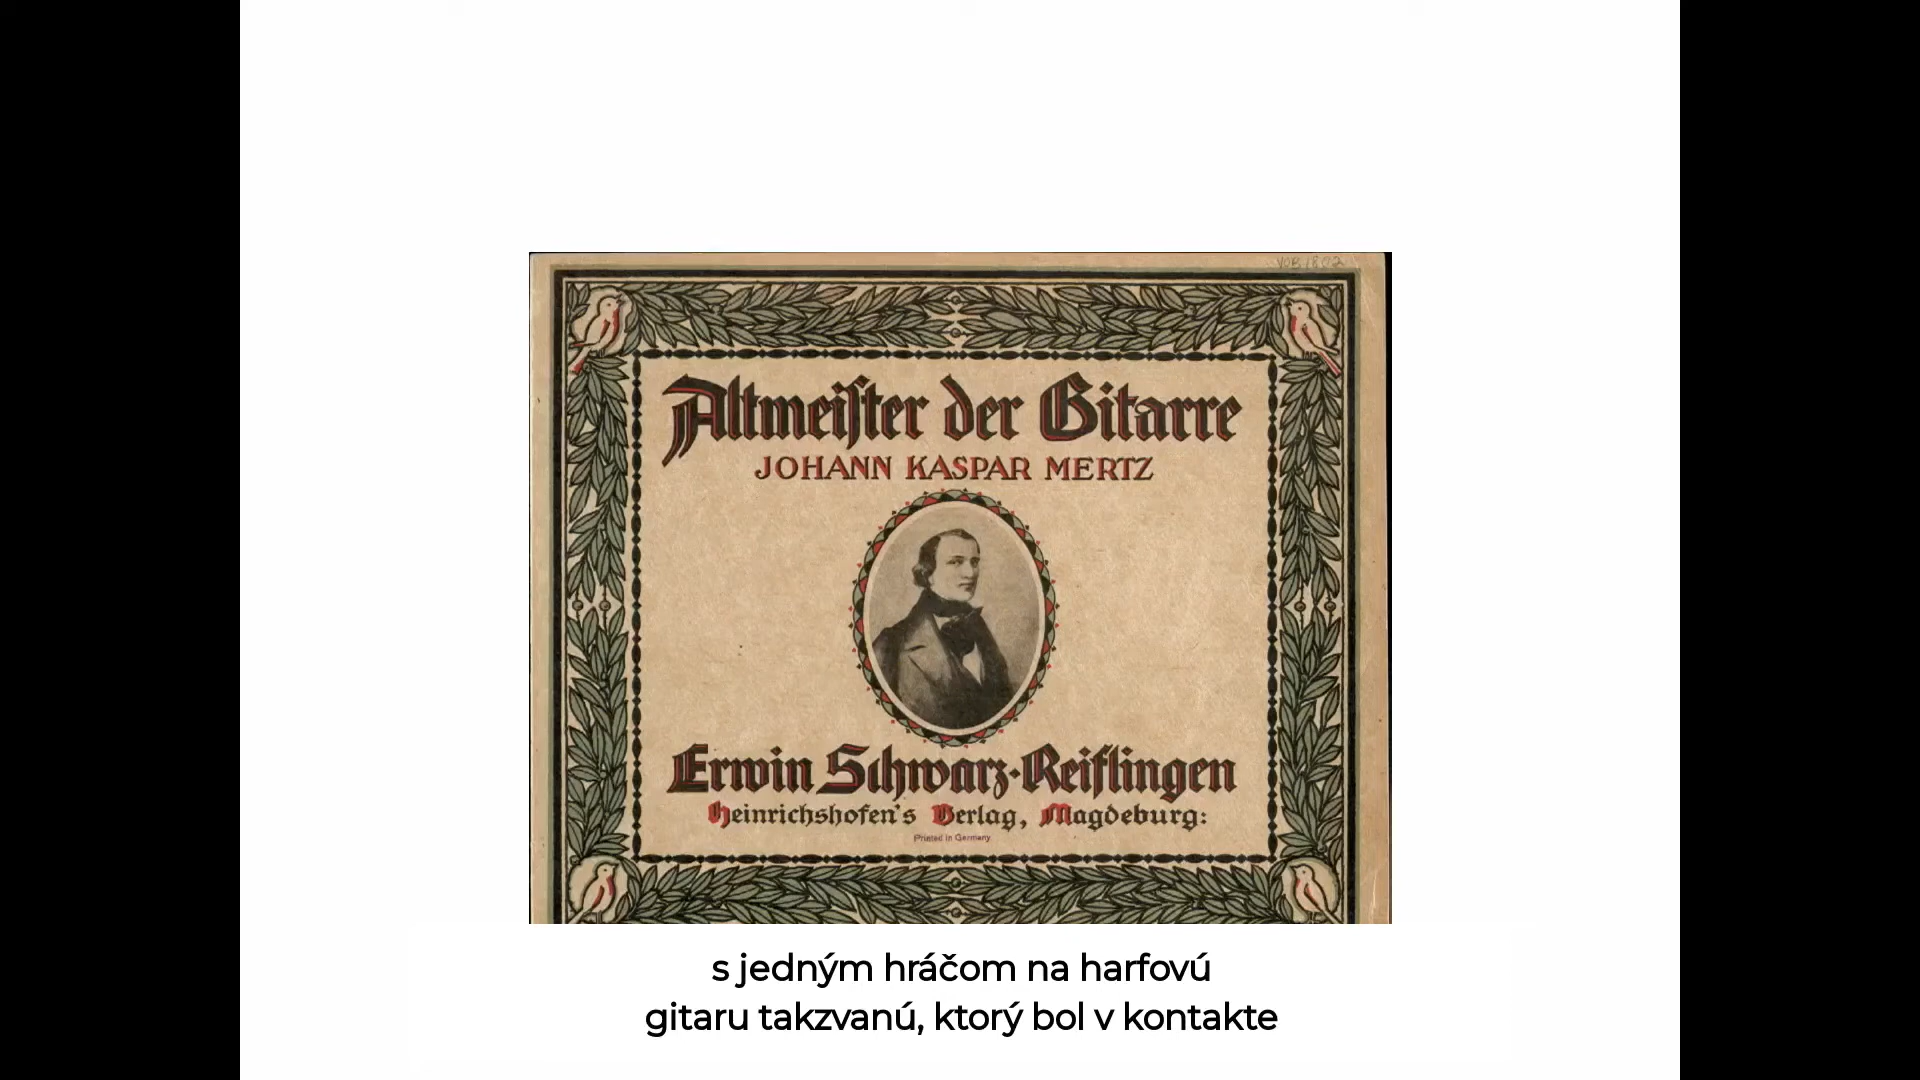 Altmeiſter der Gitarre
JOHANN KASPAR MERTZ
Erwin Schwarz-Reiflingen
Heinrichshofen's Verlag, Magdeburg:
Printed in Germany
s jedným hráčom na harfovú
gitaru takzvanú, ktorý bol v kontakte